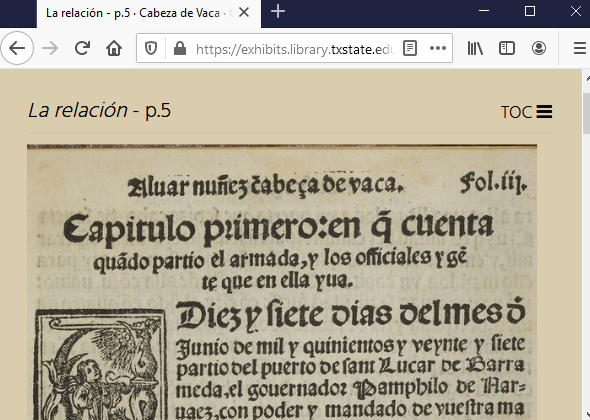 La relación - p.5 · Cabeza de Vaca ·
https://exhibits.library.txstate.edu
La relación - p.5
TOC
Aluar nuñez cabeça de vaca. Fol.iij.
Capitulo primero:en q̃ cuenta
quãdo partio el armada,y los officiales y gẽ
te que en ella yua.
Diez y siete dias delmes d̃
Junio de mil y quinientos y veynte y siete
partio del puerto de sant Lucar de Barra
meda,el gouernador Pamphilo de Nar-
uaez,con poder y mandado de vuestra ma